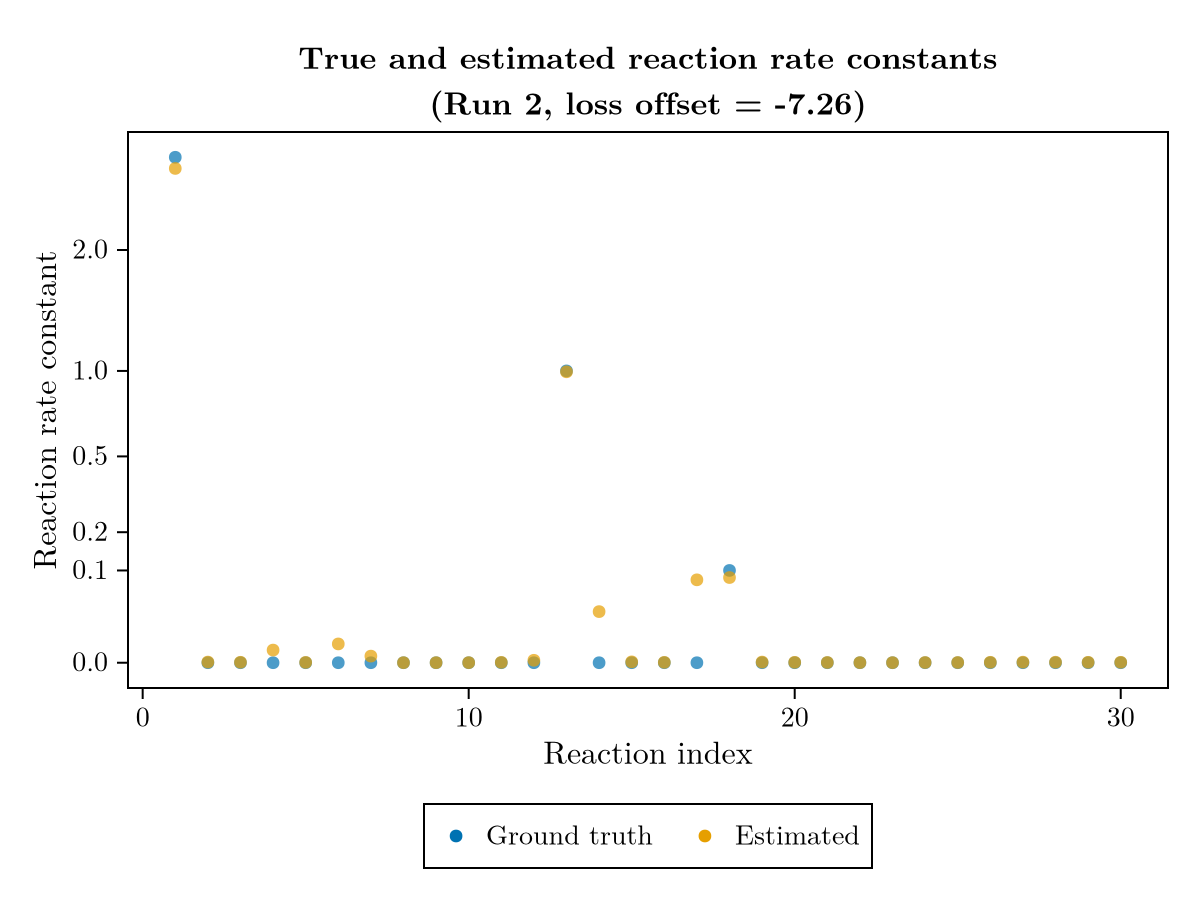 True and estimated reaction rate constants
(Run 2, loss offset = -7.26)
Reaction rate constant
2.0
1.0
0.5
0.2
0.1
0.0
0 10 20 30
Reaction index
Ground truth Estimated